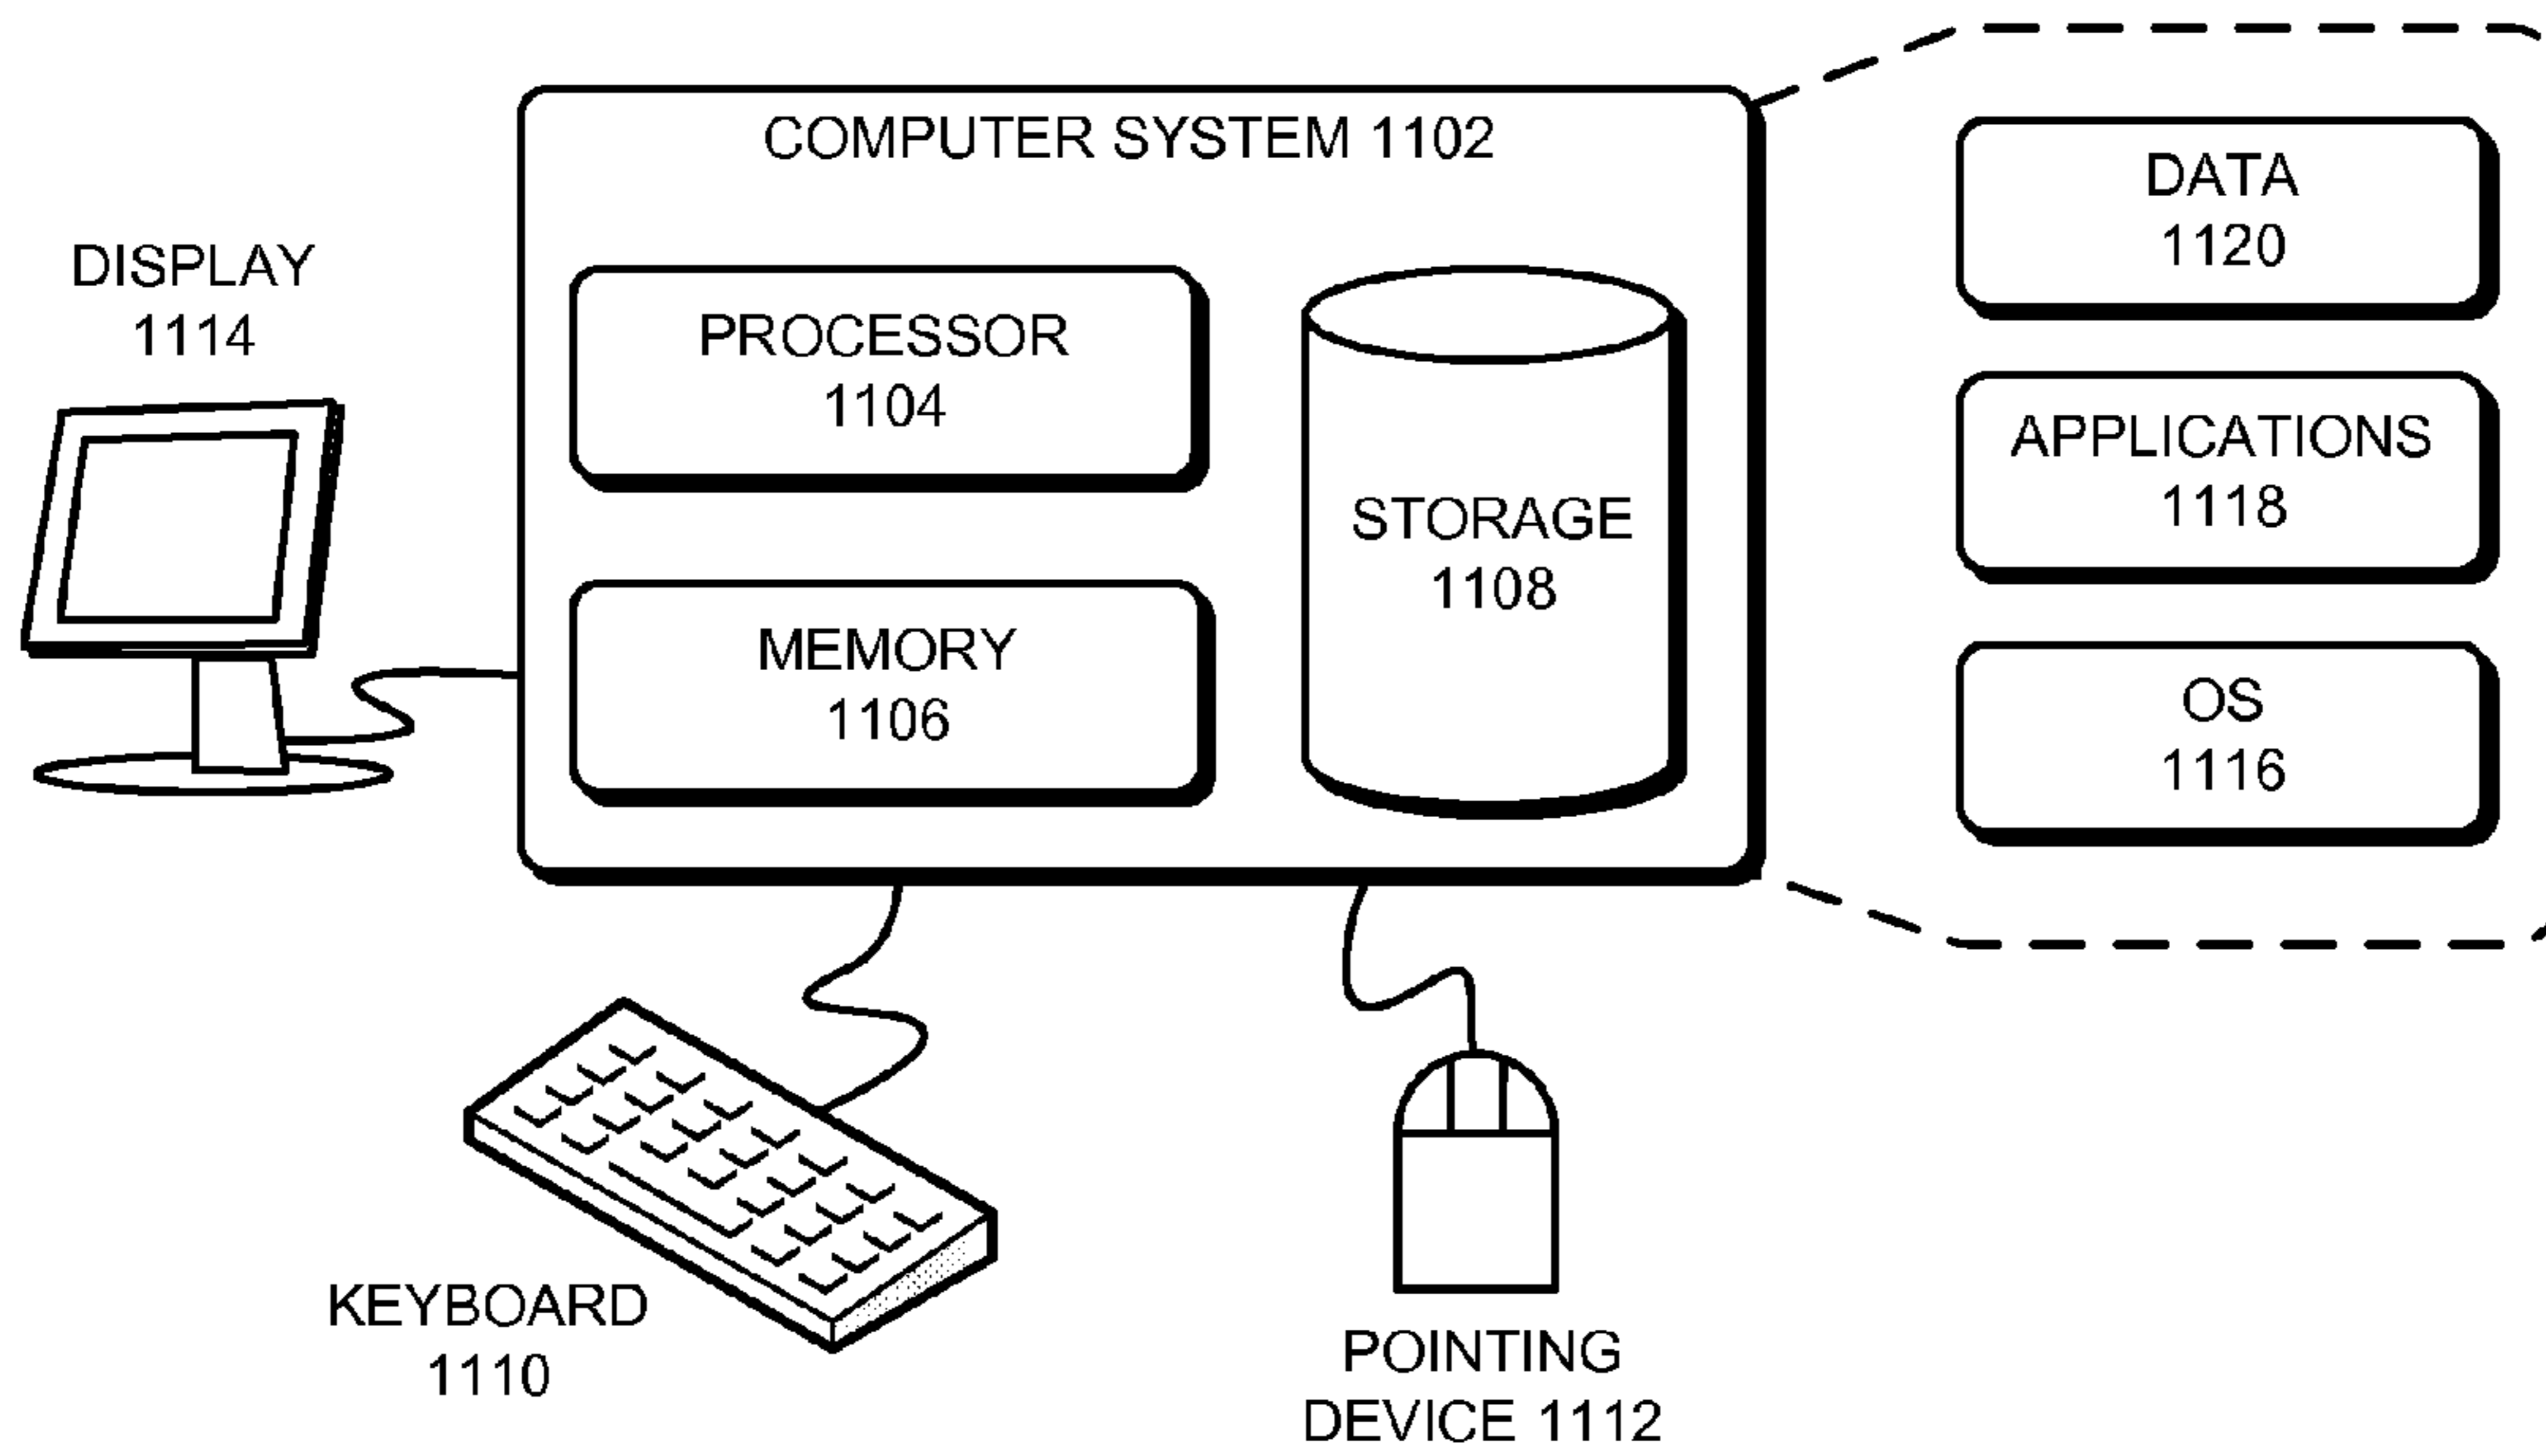 COMPUTER SYSTEM 1102
DISPLAY
1114
PROCESSOR
1104
MEMORY
1106
STORAGE
1108
DATA
1120
APPLICATIONS
1118
OS
1116
KEYBOARD
1110
POINTING
DEVICE 1112